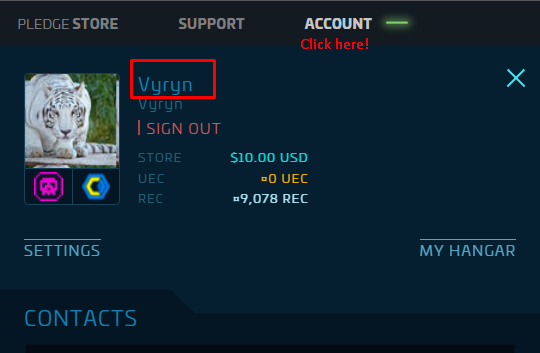 PLEDGE STORE SUPPORT ACCOUNT
Click here!
Vyryn
Vyryn
SIGN OUT
STORE $10.00 USD
UEC ¤0 UEC
REC ¤9,078 REC
SETTINGS MY HANGAR
CONTACTS